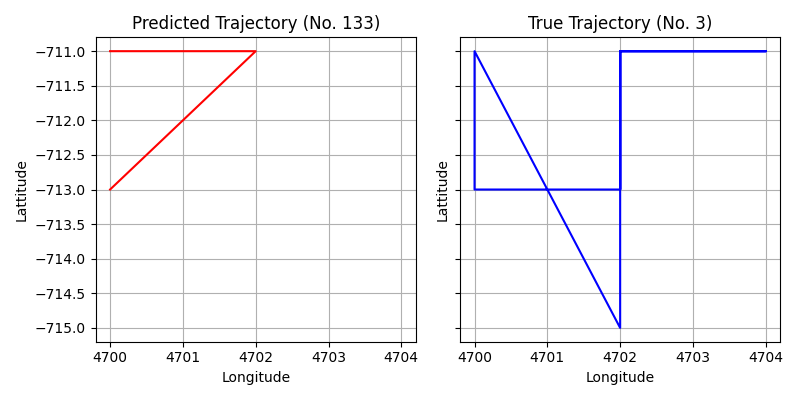 Predicted Trajectory (No. 133)
−711.0
−711.5
−712.0
−712.5
−713.0
−713.5
−714.0
−714.5
−715.0
Lattitude
4700 4701 4702 4703 4704
Longitude
True Trajectory (No. 3)
Lattitude
4700 4701 4702 4703 4704
Longitude